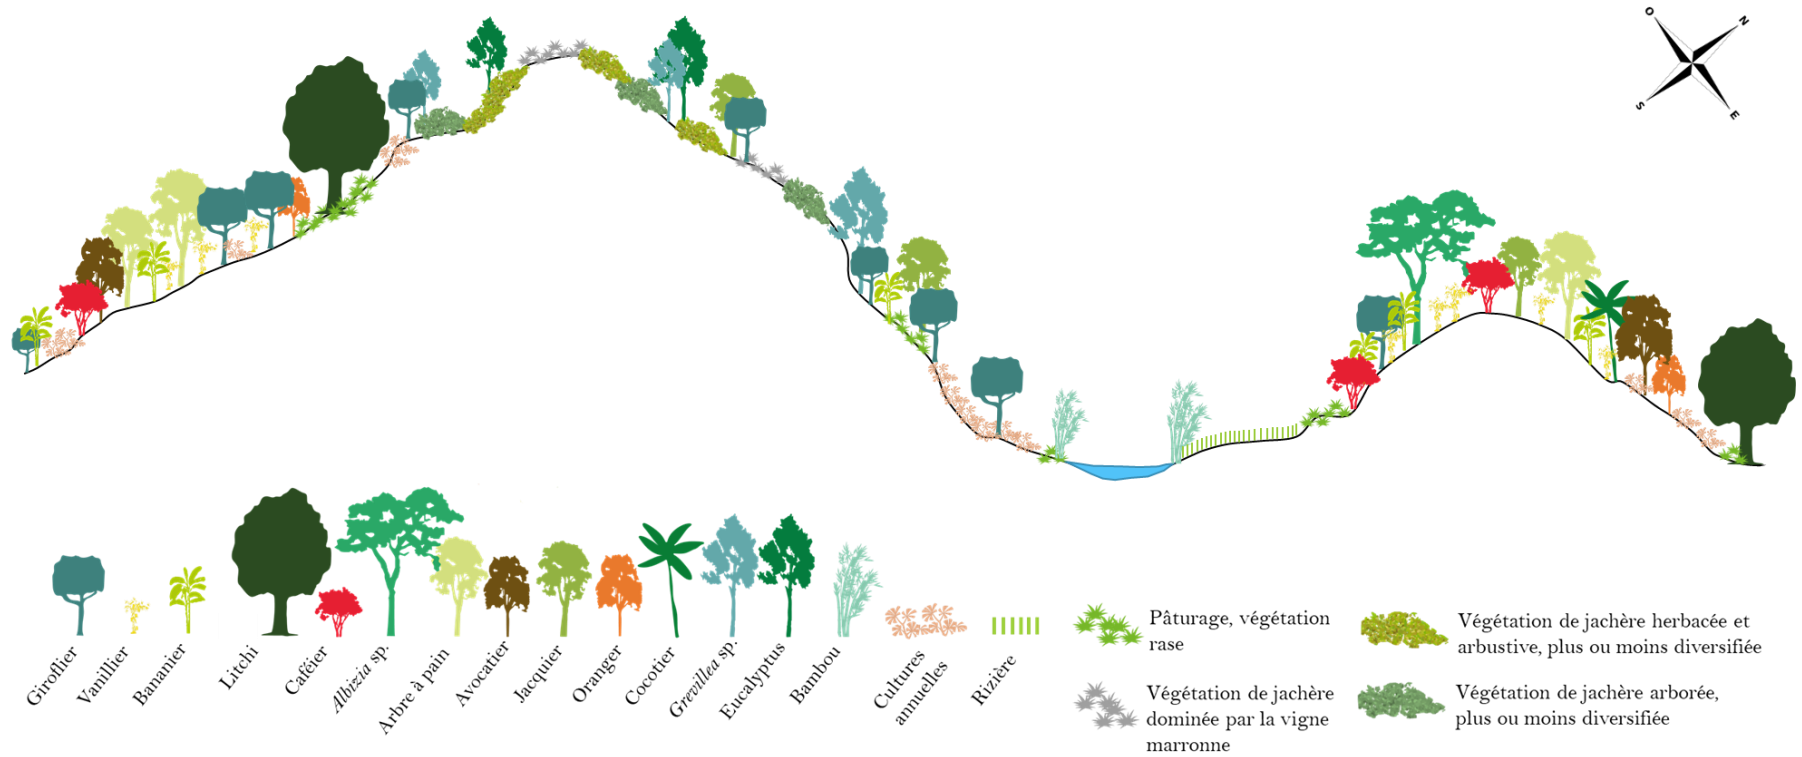 O
N
S
E
Giroflier
Vanillier
Bananier
Litchi
Caféier
Albizia sp.
Arbre à pain
Avocatier
Jacquier
Oranger
Cocotier
Grevillea sp.
Eucalyptus
Bambou
Cultures
annuelles
Rizière
Pâturage, végétation
rase
Végétation de jachère
dominée par la vigne
marronne
Végétation de jachère herbacée et
arbustive, plus ou moins diversifiée
Végétation de jachère arborée,
plus ou moins diversifiée